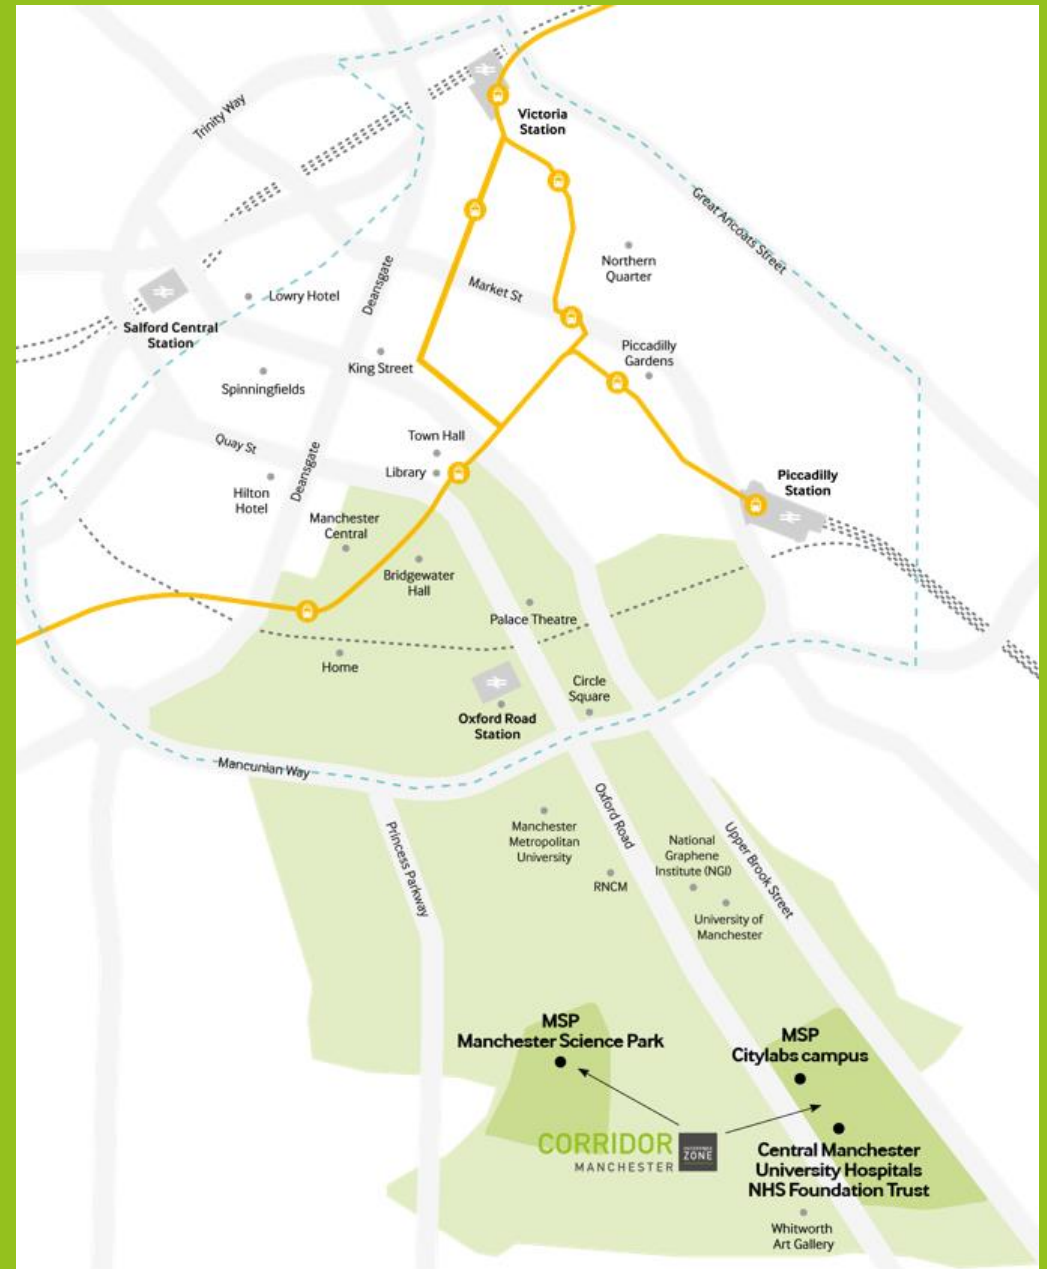 Trinity Way
Victoria
Station
Great Ancoats Street
Northern
Quarter
Deansgate
Market St
Lowry Hotel
Salford Central
Station
King Street
Piccadilly
Gardens
Spinningfields
Quay St
Town Hall
Library
Deansgate
Hilton
Hotel
Piccadilly
Station
Manchester
Central
Bridgewater
Hall
Palace Theatre
Home
Circle
Square
Oxford Road
Station
Mancunian Way
Oxford Road
Princess Parkway
Manchester
Metropolitan
University
RNCM
National
Graphene
Institute (NGI)
Upper Brook Street
University of
Manchester
MSP
Manchester Science Park
MSP
Citylabs campus
CORRIDOR
MANCHESTER
ENTERPRISE
ZONE
Central Manchester
University Hospitals
NHS Foundation Trust
Whitworth
Art Gallery